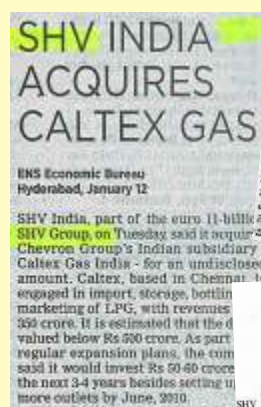 SHV INDIA
ACQUIRES
CALTEX GAS
ENS Economic Bureau
Hyderabad, January 12
SHV India, part of the euro 11-billi
SHV Group, on Tuesday, said it acquir
Chevron Group's Indian subsidiary
Caltex Gas India - for an undisclose
amount. Caltex, based in Chennai,
engaged in import, storage, bottlin
marketing of LPG, with revenues
350 crore. It is estimated that the d
valued below Rs 500 crore. As part
regular expansion plans, the com
said it would invest Rs 50-60 crore
the next 3-4 years besides setting u
more outlets by June, 2010.
SHV